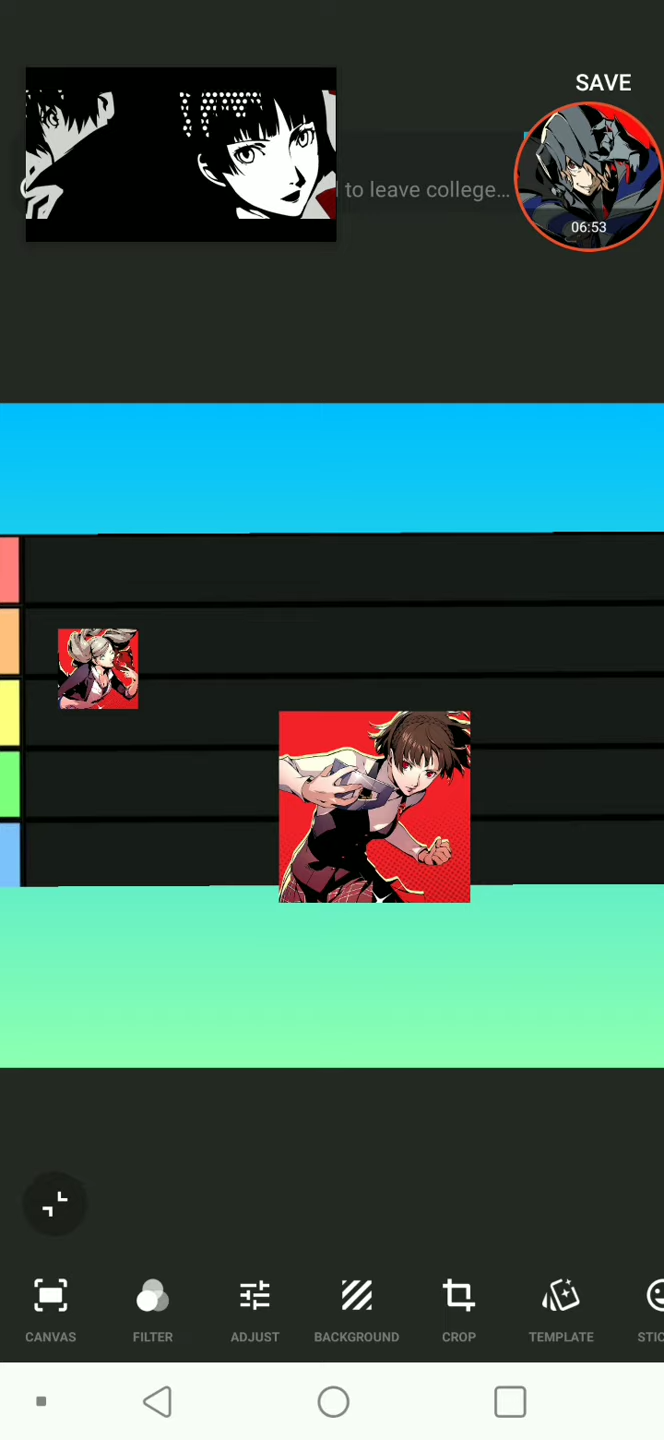 SAVE
to leave college…
06:53
CANVAS
FILTER
ADJUST
BACKGROUND
CROP
TEMPLATE
STIC